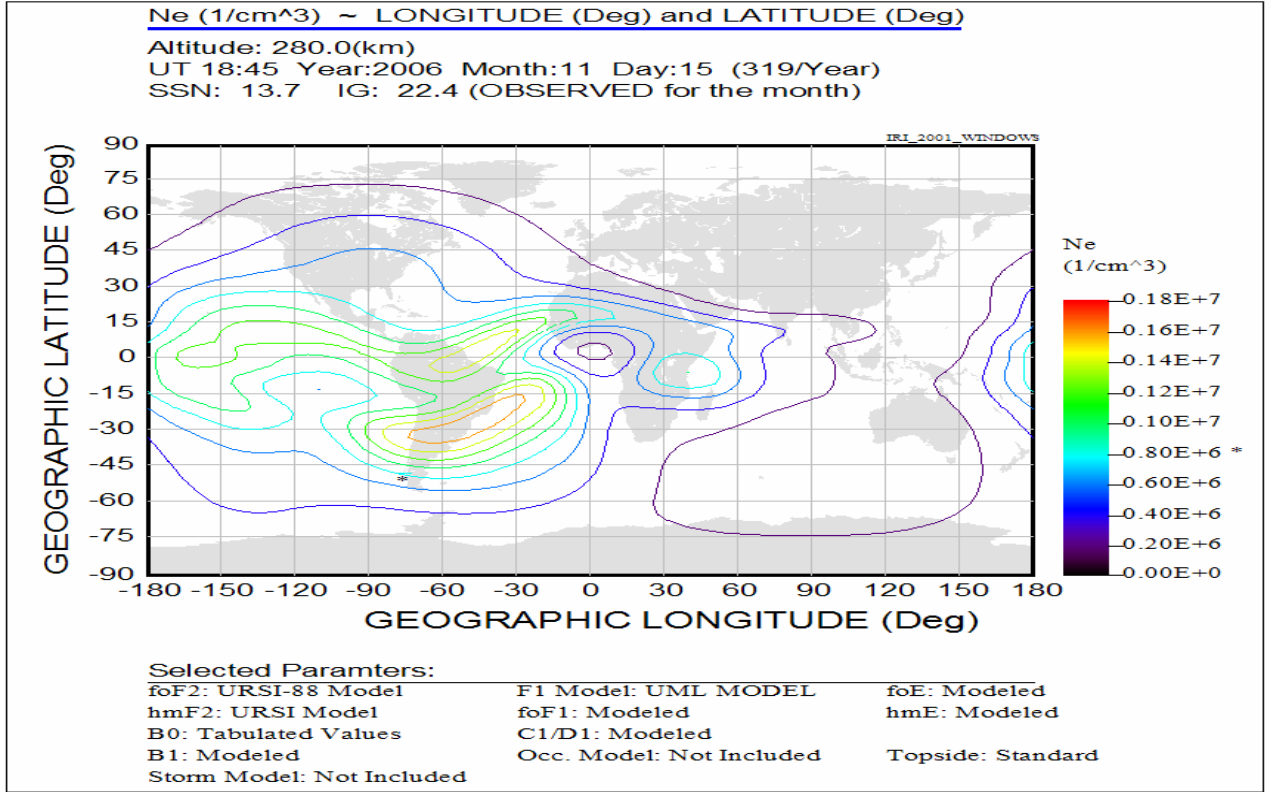 Ne (1/cm^3) ~ LONGITUDE (Deg) and LATITUDE (Deg)
Altitude: 280.0(km)
UT 18:45 Year:2006 Month:11 Day:15 (319/Year)
SSN: 13.7 IG: 22.4 (OBSERVED for the month)
IRI_2001_WINDOWS
GEOGRAPHIC LATITUDE (Deg)
90
75
60
45
30
15
0
-15
-30
-45
-60
-75
-90
*
-180 -150 -120 -90 -60 -30 0 30 60 90 120 150 180
GEOGRAPHIC LONGITUDE (Deg)
Ne
(1/cm^3)
0.18E+7
0.16E+7
0.14E+7
0.12E+7
0.10E+7
0.80E+6 *
0.60E+6
0.40E+6
0.20E+6
0.00E+0
Selected Paramters:
foF2: URSI-88 Model F1 Model: UML MODEL foE: Modeled
hmF2: URSI Model foF1: Modeled hmE: Modeled
B0: Tabulated Values C1/D1: Modeled
B1: Modeled Occ. Model: Not Included Topside: Standard
Storm Model: Not Included